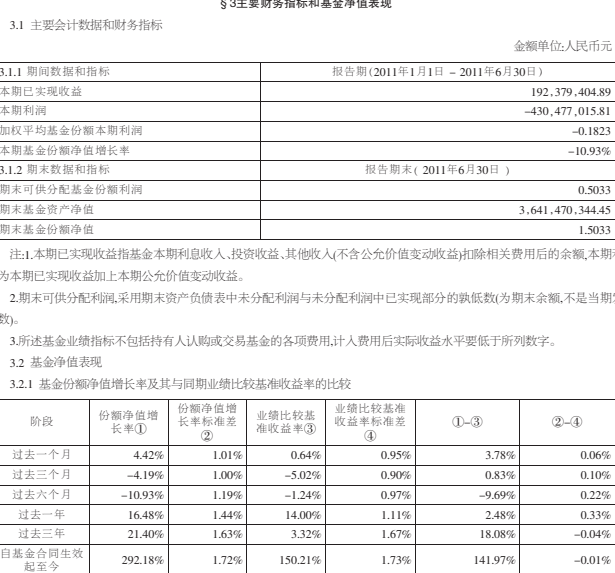 §3主要财务指标和基金净值表现
3.1 主要会计数据和财务指标
金额单位:人民币元
3.1.1 期间数据和指标 报告期(2011年1月1日 - 2011年6月30日)
本期已实现收益 192,379,404.89
本期利润 -430,477,015.81
加权平均基金份额本期利润 -0.1823
本期基金份额净值增长率 -10.93%
3.1.2 期末数据和指标 报告期末( 2011年6月30日 )
期末可供分配基金份额利润 0.5033
期末基金资产净值 3,641,470,344.45
期末基金份额净值 1.5033
注:1.本期已实现收益指基金本期利息收入、投资收益、其他收入(不含公允价值变动收益)扣除相关费用后的余额,本期利
为本期已实现收益加上本期公允价值变动收益。
2.期末可供分配利润,采用期末资产负债表中未分配利润与未分配利润中已实现部分的孰低数(为期末余额,不是当期发
数)。
3.所述基金业绩指标不包括持有人认购或交易基金的各项费用,计入费用后实际收益水平要低于所列数字。
3.2 基金净值表现
3.2.1 基金份额净值增长率及其与同期业绩比较基准收益率的比较
阶段 份额净值增长率① 份额净值增长率标准差② 业绩比较基准收益率③ 业绩比较基准收益率标准差④ ①-③ ②-④
过去一个月 4.42% 1.01% 0.64% 0.95% 3.78% 0.06%
过去三个月 -4.19% 1.00% -5.02% 0.90% 0.83% 0.10%
过去六个月 -10.93% 1.19% -1.24% 0.97% -9.69% 0.22%
过去一年 16.48% 1.44% 14.00% 1.11% 2.48% 0.33%
过去三年 21.40% 1.63% 3.32% 1.67% 18.08% -0.04%
自基金合同生效起至今 292.18% 1.72% 150.21% 1.73% 141.97% -0.01%